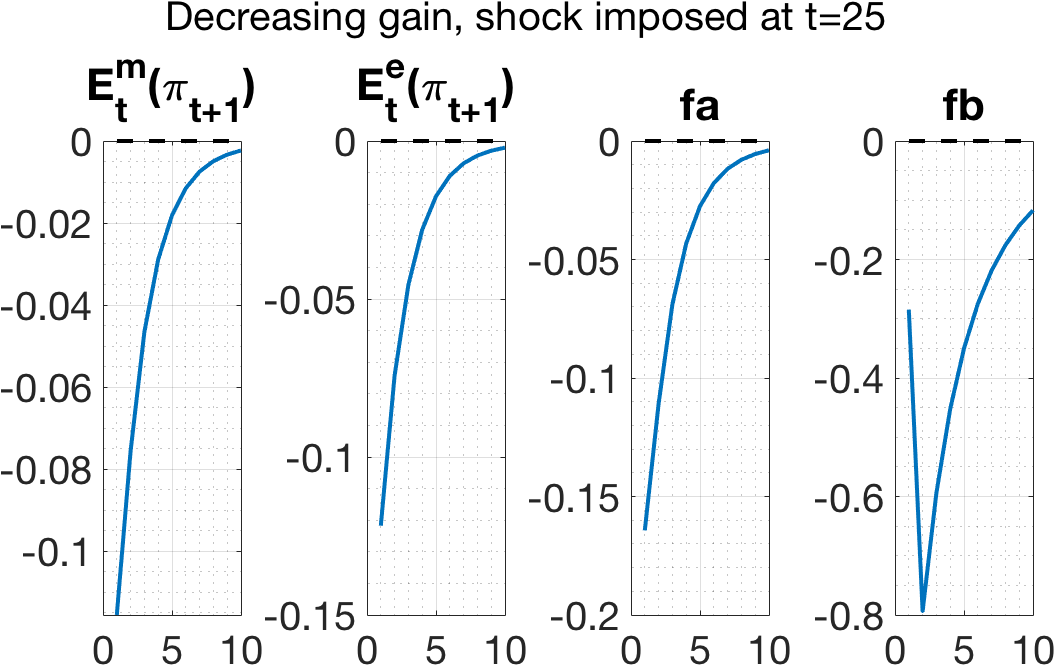 Decreasing gain, shock imposed at t=25
E_t^m(π_{t+1})
0
-0.02
-0.04
-0.06
-0.08
-0.1
0 5 10
E_t^e(π_{t+1})
0
-0.05
-0.1
-0.15
0 5 10
fa
0
-0.05
-0.1
-0.15
-0.2
0 5 10
fb
0
-0.2
-0.4
-0.6
-0.8
0 5 10